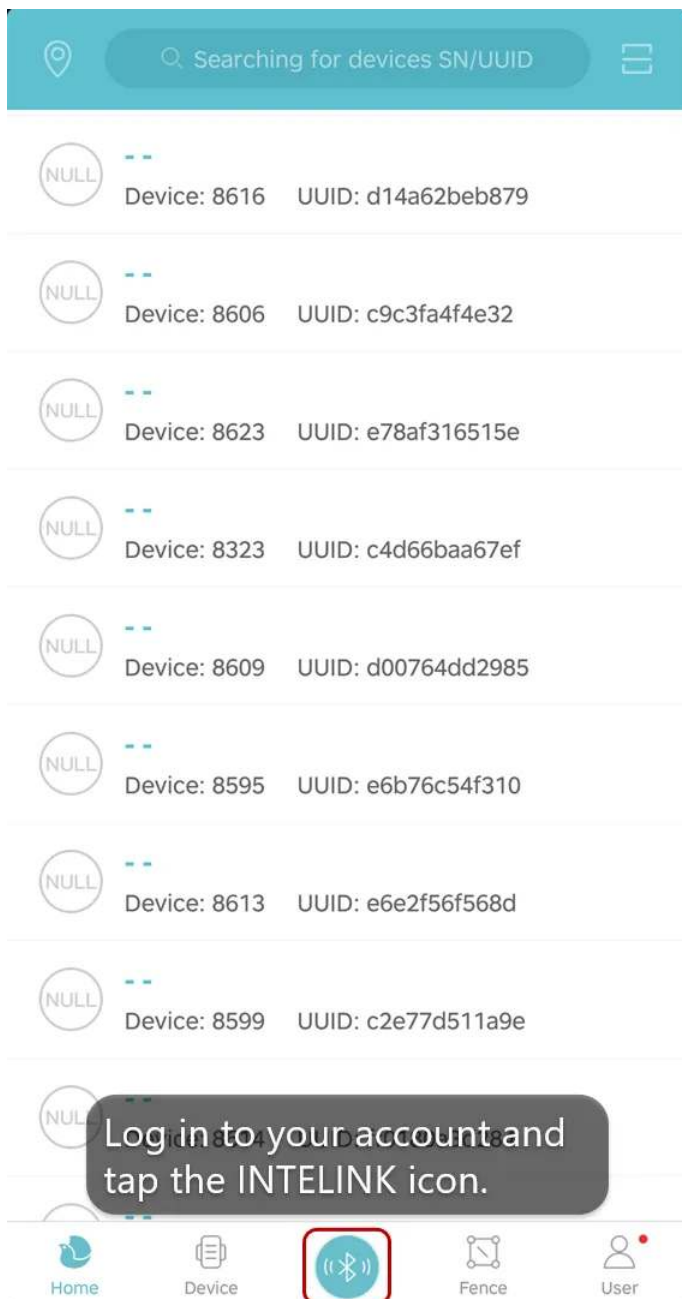 Searching for devices SN/UUID
NULL
- -
Device: 8616 UUID: d14a62beb879
NULL
- -
Device: 8606 UUID: c9c3fa4f4e32
NULL
- -
Device: 8623 UUID: e78af316515e
NULL
- -
Device: 8323 UUID: c4d66baa67ef
NULL
- -
Device: 8609 UUID: d00764dd2985
NULL
- -
Device: 8595 UUID: e6b76c54f310
NULL
- -
Device: 8613 UUID: e6e2f56f568d
NULL
- -
Device: 8599 UUID: c2e77d511a9e
NULL
- -
Log in to your account and
tap the INTELINK icon.
- -
Home Device Fence User